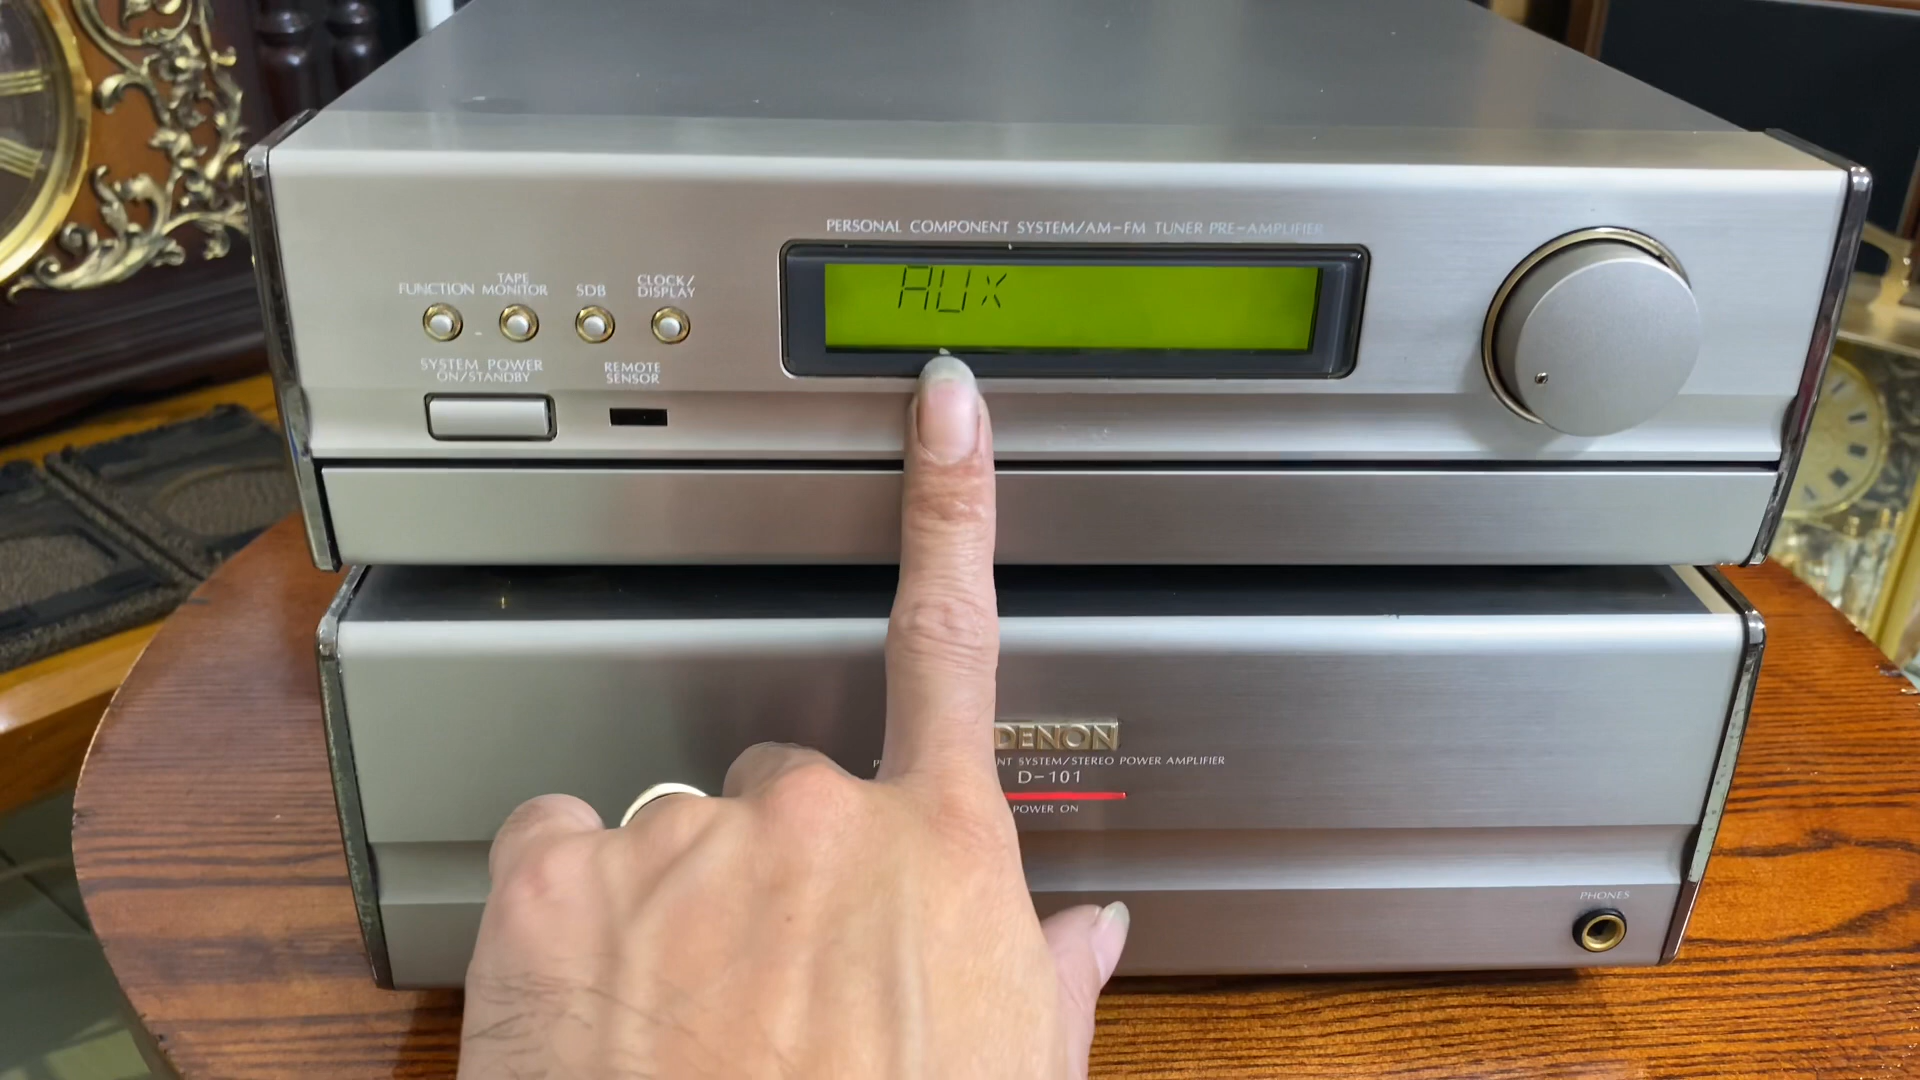 PERSONAL COMPONENT SYSTEM/AM-FM TUNER PRE-AMPLIFIER
FUNCTION
TAPE
MONITOR
SDB
CLOCK/
DISPLAY
AUX
SYSTEM POWER
ON/STANDBY
REMOTE
SENSOR
DENON
SYSTEM/STEREO POWER AMPLIFIER
D-101
POWER ON
PHONES